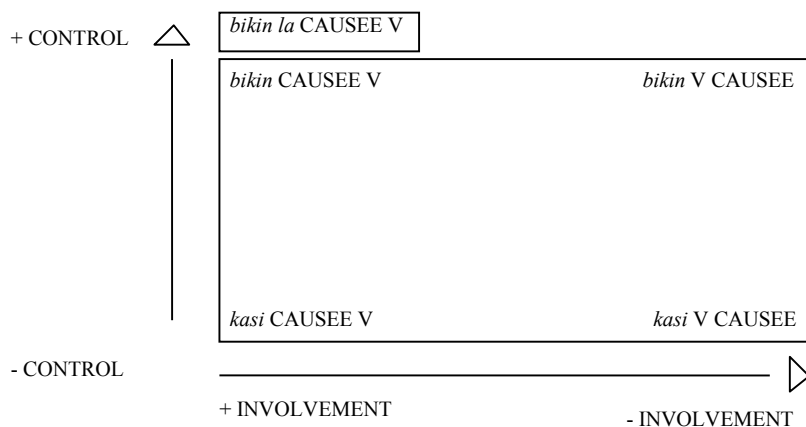 bikin la CAUSEE V
+ CONTROL
bikin CAUSEE V bikin V CAUSEE
kasi CAUSEE V kasi V CAUSEE
- CONTROL
+ INVOLVEMENT
- INVOLVEMENT